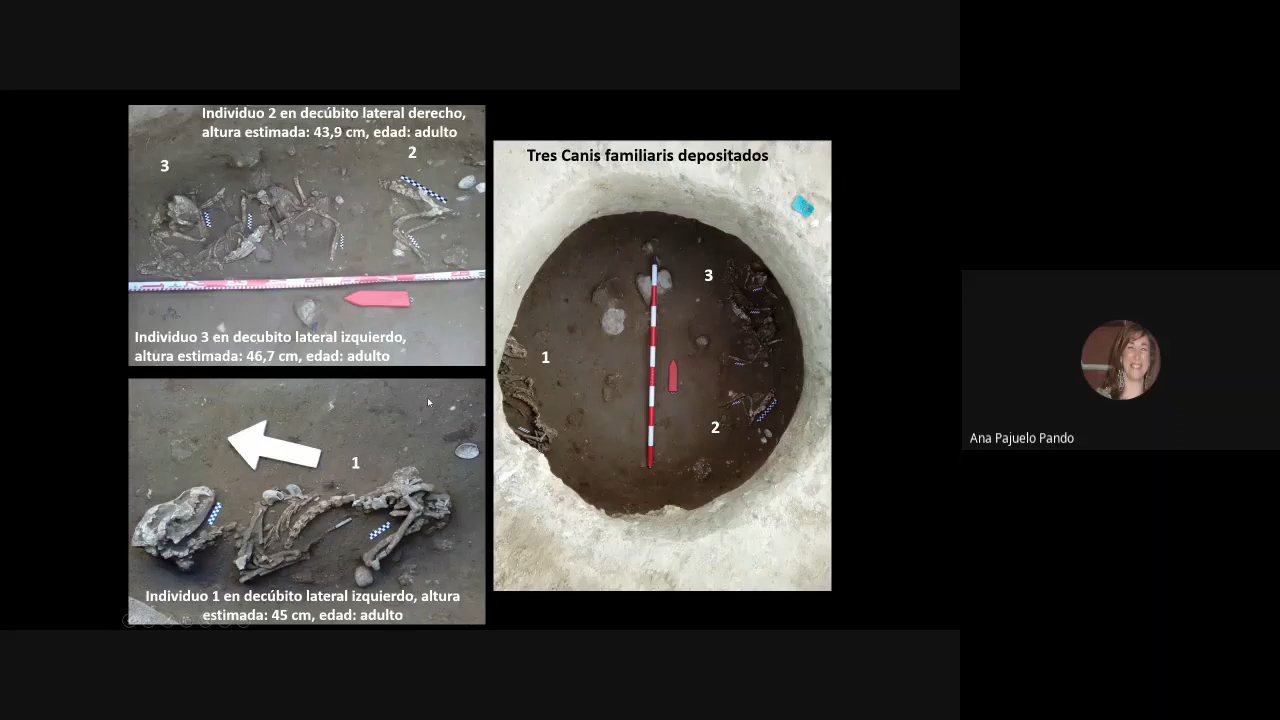 Individuo 2 en decúbito lateral derecho,
altura estimada: 43,9 cm, edad: adulto
3
2
Individuo 3 en decubito lateral izquierdo,
altura estimada: 46,7 cm, edad: adulto
1
Individuo 1 en decúbito lateral izquierdo, altura
estimada: 45 cm, edad: adulto
Tres Canis familiaris depositados
3
1
2
Ana Pajuelo Pando